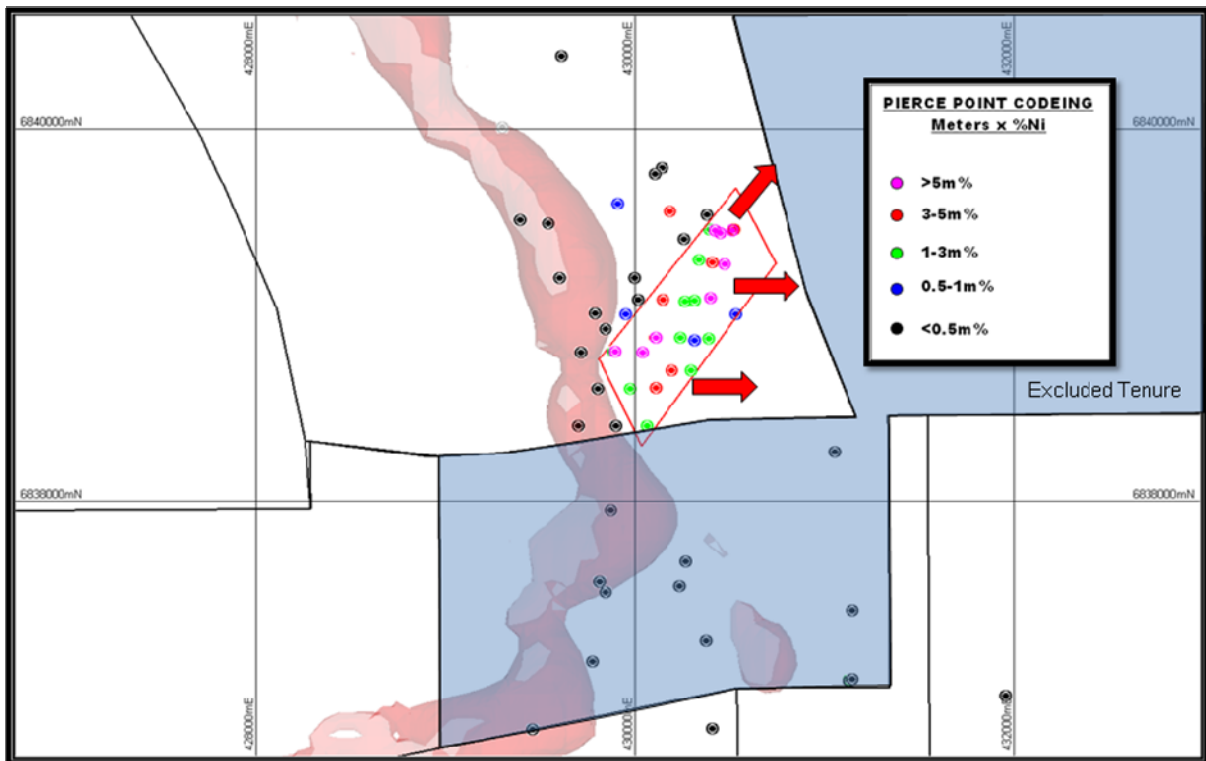 428000mE
430000mE
432000mE
PIERCE POINT CODEING
Meters x %Ni
>5m%
3-5m%
1-3m%
0.5-1m%
<0.5m%
6840000mN
6840000mN
Excluded Tenure
6838000mN
6838000mN
428000mE
430000mE
432000mE